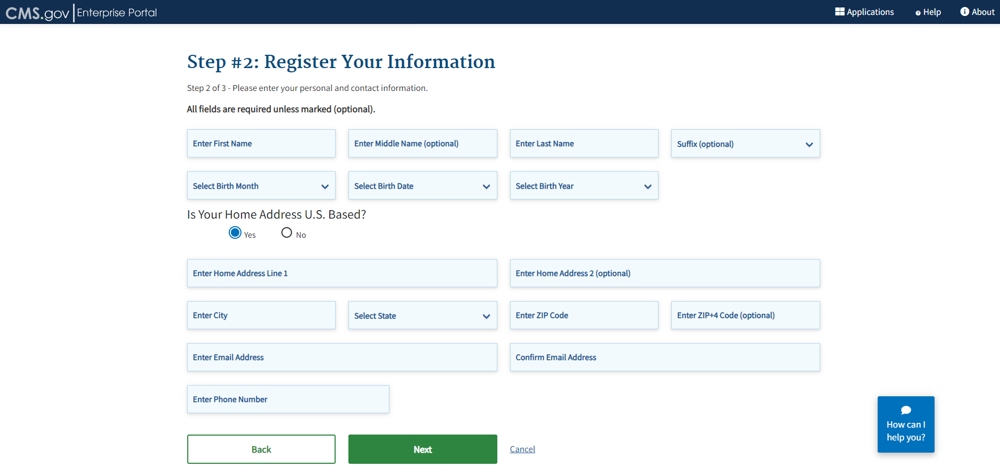 CMS.gov Enterprise Portal
Applications
Help
About
Step #2: Register Your Information
Step 2 of 3 - Please enter your personal and contact information.
All fields are required unless marked (optional).
Enter First Name
Enter Middle Name (optional)
Enter Last Name
Suffix (optional)
Select Birth Month
Select Birth Date
Select Birth Year
Is Your Home Address U.S. Based?
Yes
No
Enter Home Address Line 1
Enter Home Address 2 (optional)
Enter City
Select State
Enter ZIP Code
Enter ZIP+4 Code (optional)
Enter Email Address
Confirm Email Address
Enter Phone Number
Back
Next
Cancel
How can I
help you?